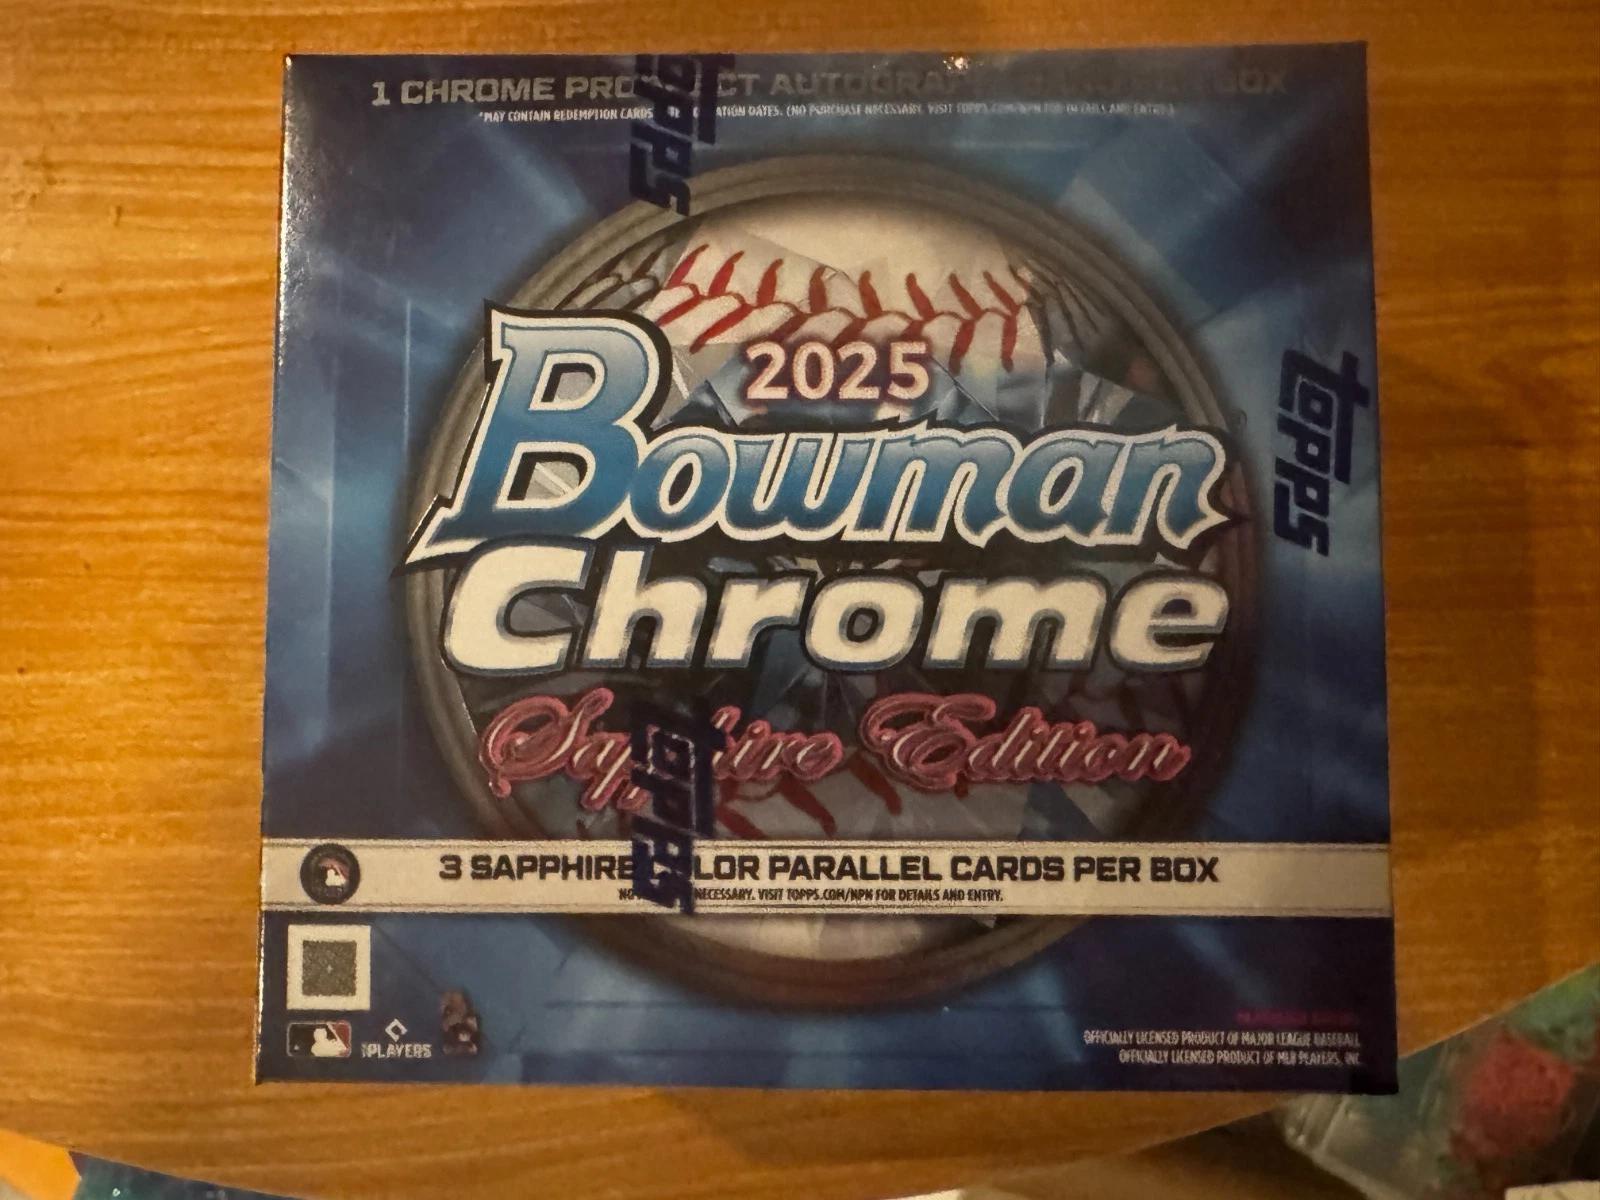 1 CHROME PRO CT AUTOGRAP BOX
*MAY CONTAIN REDEMPTION CARDS ATION DATES. (NO PURCHASE NECESSARY. VISIT TOPPS.COM/NPN FOR DETAILS AND ENTRY.)
topps
2025
topps
Bowman
Chrome
Sapphire Edition
topps
3 SAPPHIRE C LOR PARALLEL CARDS PER BOX
NO NECESSARY. VISIT TOPPS.COM/NPN FOR DETAILS AND ENTRY.
PLAYERS
OFFICIALLY LICENSED PRODUCT OF MAJOR LEAGUE BASEBALL
OFFICIALLY LICENSED PRODUCT OF MLB PLAYERS, INC.